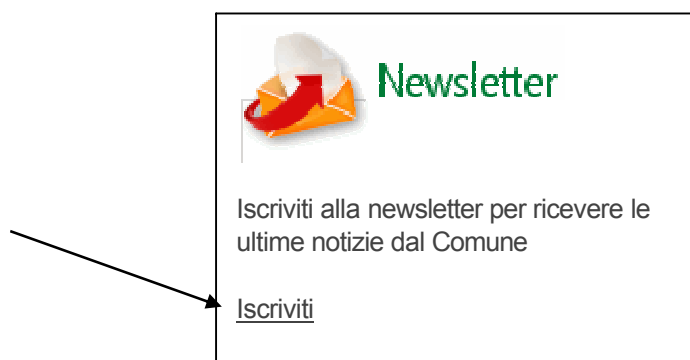 Newsletter
Iscriviti alla newsletter per ricevere le
ultime notizie dal Comune
Iscriviti